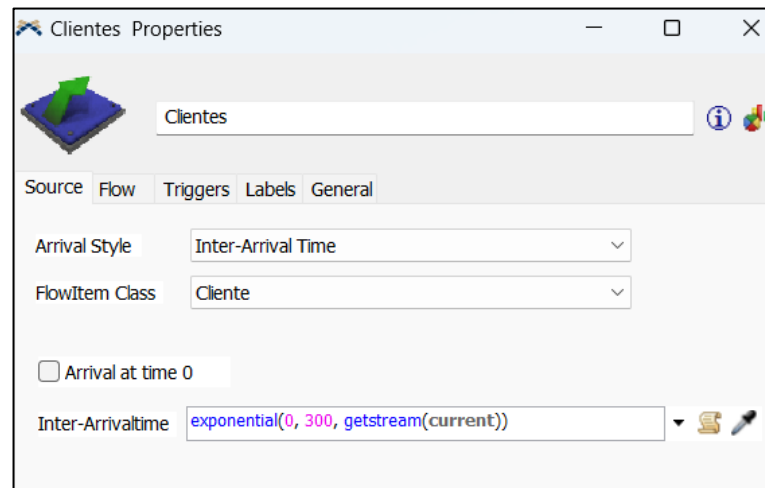 Clientes Properties
Clientes
Source Flow Triggers Labels General
Arrival Style Inter-Arrival Time
FlowItem Class Cliente
Arrival at time 0
Inter-Arrivaltime exponential(0, 300, getstream(current))